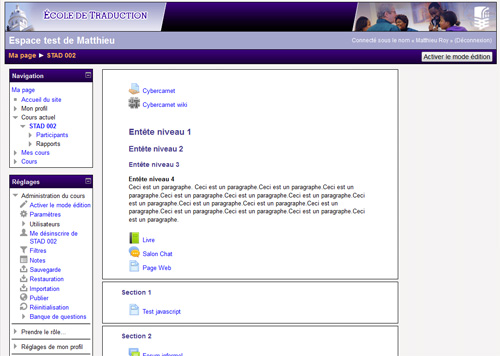 ÉCOLE DE TRADUCTION
Espace test de Matthieu
Connecté sous le nom « Matthieu Roy » (Déconnexion)
Ma page ► STAD 002
Activer le mode édition
Navigation
Ma page
Accueil du site
Mon profil
Cours actuel
STAD 002
Participants
Rapports
Mes cours
Cours
Réglages
Administration du cours
Activer le mode édition
Paramètres
Utilisateurs
Me désinscrire de
STAD 002
Filtres
Notes
Sauvegarde
Restauration
Importation
Publier
Réinitialisation
Banque de questions
Prendre le rôle...
Réglages de mon profil
Cybercarnet
Cybercarnet wiki
Entête niveau 1
Entête niveau 2
Entête niveau 3
Entête niveau 4
Ceci est un paragraphe. Ceci est un paragraphe.Ceci est un paragraphe.Ceci est un
paragraphe.Ceci est un paragraphe.Ceci est un paragraphe.Ceci est un paragraphe.Ceci
est un paragraphe.Ceci est un paragraphe.Ceci est un paragraphe.Ceci est un
paragraphe.Ceci est un paragraphe.Ceci est un paragraphe.Ceci est un paragraphe.Ceci
est un paragraphe.
Livre
Salon Chat
Page Web
Section 1
Test javascript
Section 2
Forum informel